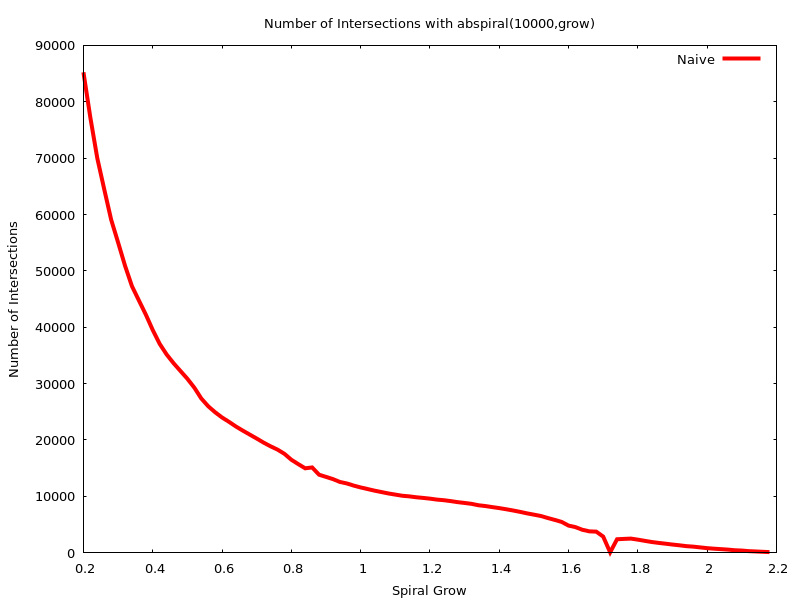 Number of Intersections with abspiral(10000,grow)
Naive
90000
80000
70000
60000
50000
40000
30000
20000
10000
0
Number of Intersections
0.2 0.4 0.6 0.8 1 1.2 1.4 1.6 1.8 2 2.2
Spiral Grow